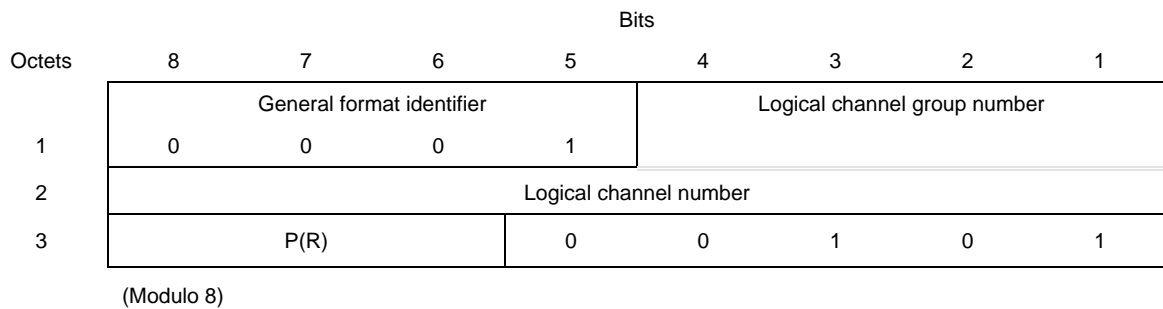 Bits
Octets 8 7 6 5 4 3 2 1
General format identifier Logical channel group number
1 0 0 0 1
2 Logical channel number
3 P(R) 0 0 1 0 1
(Modulo 8)